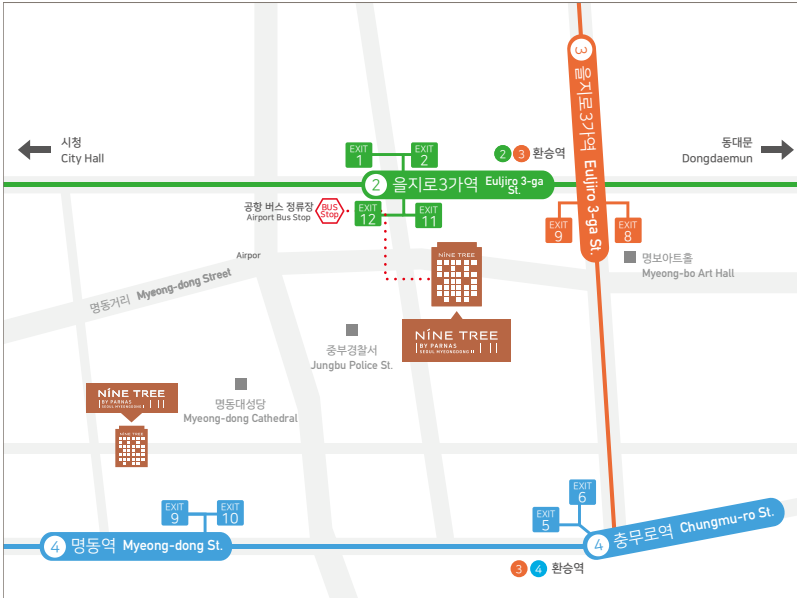 시청
City Hall
동대문
Dongdaemun
EXIT
1
EXIT
2
2 3 환승역
3 을지로3가역 Euljiro 3-ga St.
2 을지로3가역 Euljiro 3-ga
St.
공항 버스 정류장
Airport Bus Stop
BUS
Stop
EXIT
12
EXIT
11
EXIT
9
EXIT
8
명보아트홀
Myeong-bo Art Hall
Airpor
명동거리 Myeong-dong Street
NINE TREE
NINE TREE
BY PARNAS
SEOUL MYEONGDONG II
중부경찰서
Jungbu Police St.
명동대성당
Myeong-dong Cathedral
NINE TREE
BY PARNAS
SEOUL MYEONGDONG I
NINE TREE
EXIT
9
EXIT
10
EXIT
6
EXIT
5
4 명동역 Myeong-dong St.
4 충무로역 Chungmu-ro St.
3 4 환승역